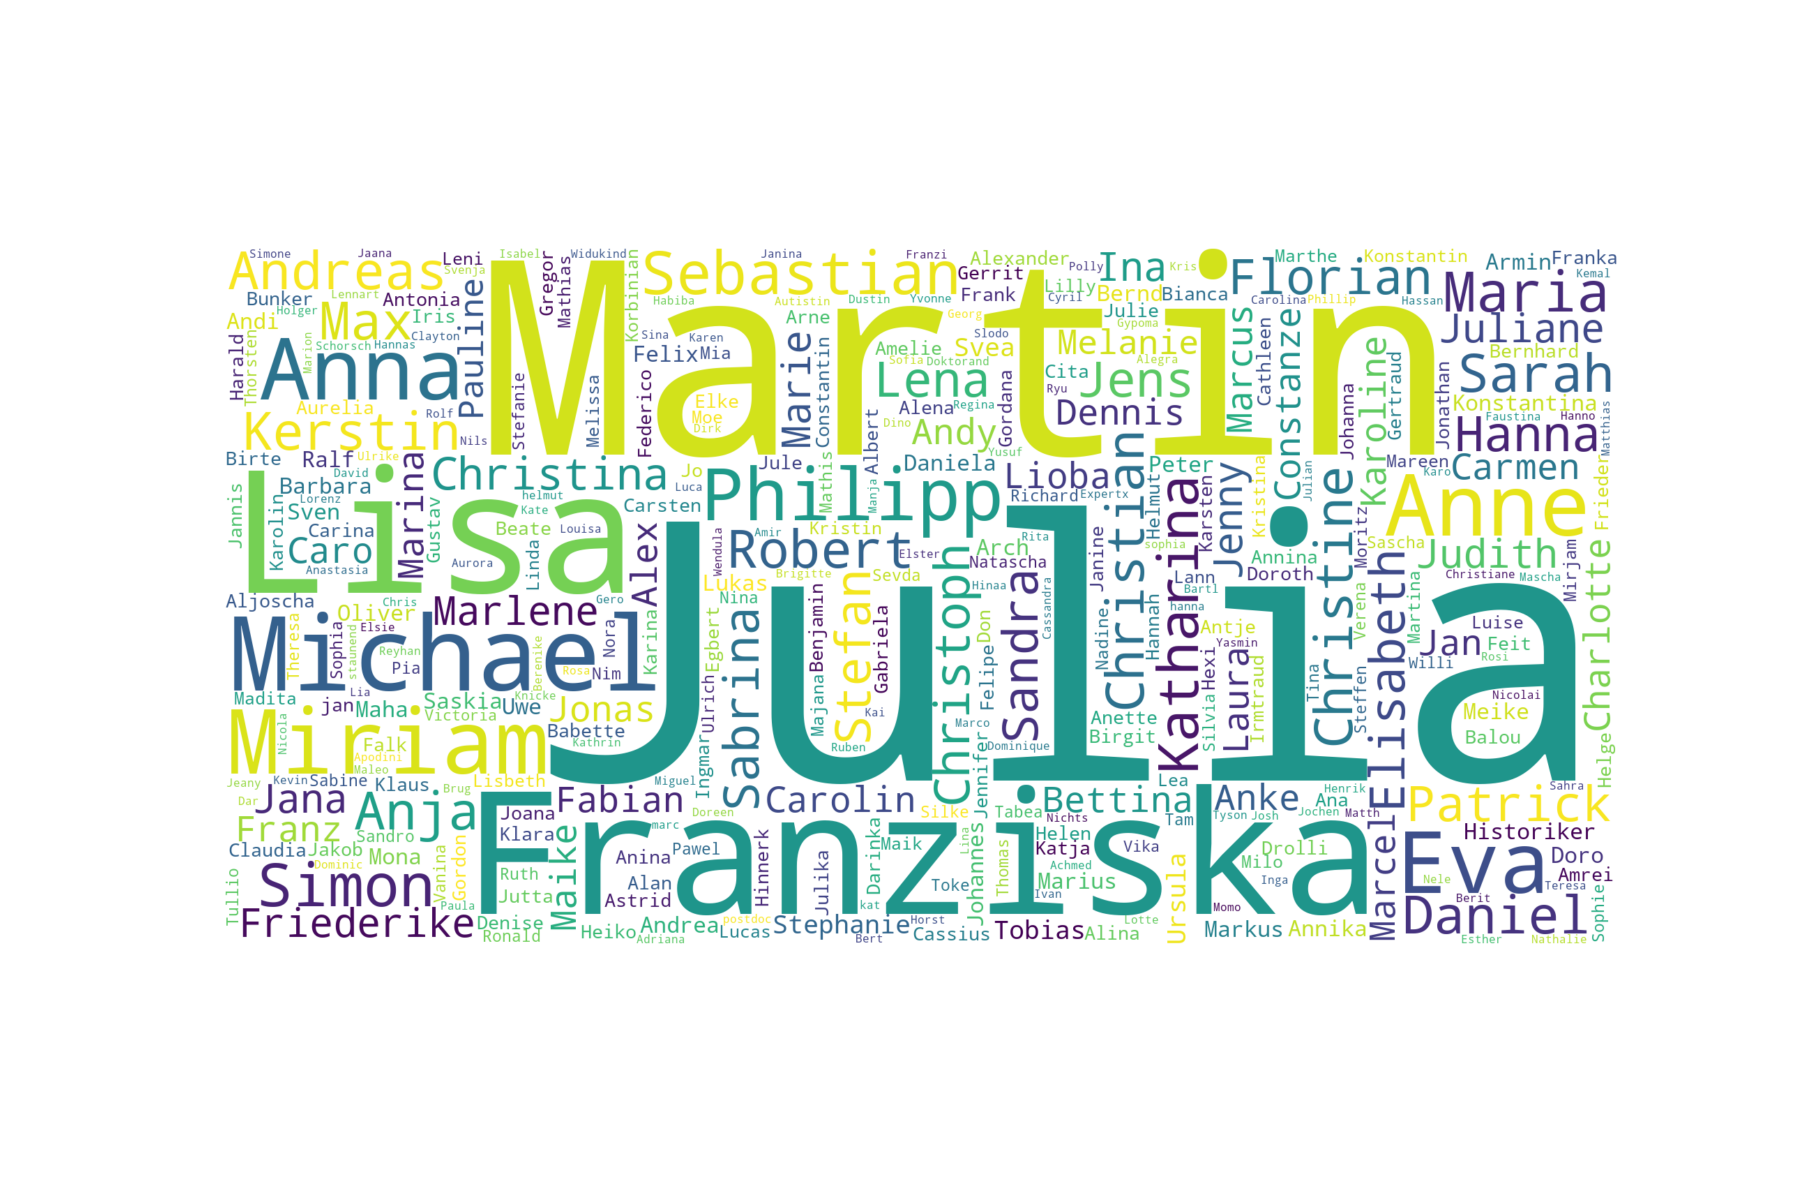 Simone
Jaana
Leni
Svenja
Isabel
Widukind
Janina
Franzi
Alexander
Polly
Kris
Marthe
Konstantin
Armin
Franka
Kemal
Andreas
Martin
Sebastian
Gerrit
Ina
Florian
Maria
Gregor
Mathias
Korbinian
Pauline
Bunker
Lennart
Antonia
Holger
Habiba
Autistin
Dustin
Yvonne
Frank
Lilly
Cyril
Bernd
Bianca
Carolina
Phillip
Hassan
Andi
Max
Iris
Arne
Georg
Julie
Gypoma
Marcus
Cathleen
Constanze
Juliane
Harald
Thorsten
Schorsch
Hannas
Clayton
Marion
Anna
Sina
Karen
Felix
Mia
Marie
Constantin
Amelie
Sofia
Doktorand
Svea
Slodo
Melanie
Alegra
Karoline
Gertraud
Bernhard
Sarah
Stefanie
Melissa
Federico
Lena
Cita
Ryu
Jens
Johanna
Jonathan
Konstantina
Aurelia
Rolf
Elke
Moe
Dirk
Alena
Regina
Gordana
Dennis
Faustina
Hanno
Matthias
Kerstin
Nils
Albert
Dino
Andy
Yusuf
Hanna
Birte
Ralf
Ulrike
Marina
Christina
Jo
Jule
Mathis
Manja
Daniela
Lioba
Christian
Peter
Jenny
Kristina
Julian
Mareen
Karo
Carmen
Frieder
Jannis
Karolin
David
Barbara
Lorenz
Sven
Lisa
helmut
Kate
Luca
Carsten
Philipp
Richard
Expertx
Helmut
Katharina
Karsten
Christine
Moritz
Anne
Carina
Caro
Gustav
Beate
Louisa
Linda
Alex
Wendula
Robert
Amir
Kristin
Elster
Christoph
Arch
Rita
Natascha
Janine
sophia
Annina
Sascha
Judith
Charlotte
Anastasia
Aurora
Lukas
Brigitte
Sevda
Hinaa
Sandra
Cassandra
Lann
Bartl
Doroth
Elisabeth
Christiane
Mascha
Mirjam
Aljoscha
Chris
Oliver
Marlene
Gero
Nora
Karina
Nina
Egbert
Sabrina
Benjamin
Stefan
Gabriela
Felipe
Don
Nadine
Hannah
hanna
Antje
Yasmin
Laura
Verena
Martina
Luise
Jan
Feit
Rosi
Willi
Theresa
Sophia
staunend
Elsie
Reyhan
Pia
Michael
Berenike
Rosa
Nim
Julia
Majana
Kai
Silvia
Hexi
Irmtraud
Tina
Steffen
Nicolai
Madita
Lia
jan
Maha
Saskia
Victoria
Knicke
Uwe
Jonas
Babette
Kathrin
Ulrich
Marco
Anette
Birgit
Meike
Balou
Helge
Nicola
Miriam
Falk
Apodini
Maleo
Ruben
Dominique
Jennifer
Ingmar
Jeany
Kevin
Sabine
Klaus
Brug
Lisbeth
Miguel
Lea
Henrik
Sahra
Dar
Jana
Anja
Fabian
Doreen
Carolin
Silke
Tabea
Bettina
Anke
Ana
Patrick
Franz
Sandro
Joana
Klara
Maike
marc
Nichts
Tam
Tyson
Josh
Jochen
Matth
Marcel
Historiker
Claudia
Jakob
Mona
Dominic
Franziska
Anina
Pawel
Hinnerk
Julika
Darinka
Maik
Lina
Thomas
Helen
Katja
Achmed
Vika
Milo
Drolli
Inga
Eva
Doro
Amrei
Teresa
Nele
Berit
Tullio
Simon
Vanina
Gordon
Paula
Ruth
Jutta
Alan
Astrid
kat
Toke
Johannes
Marius
Ivan
Ursula
Momo
Daniel
Sophie
Friederike
Denise
Ronald
Heiko
Andrea
Adriana
postdoc
Lucas
Stephanie
Bert
Horst
Cassius
Tobias
Alina
Lotte
Markus
Annika
Esther
Nathalie